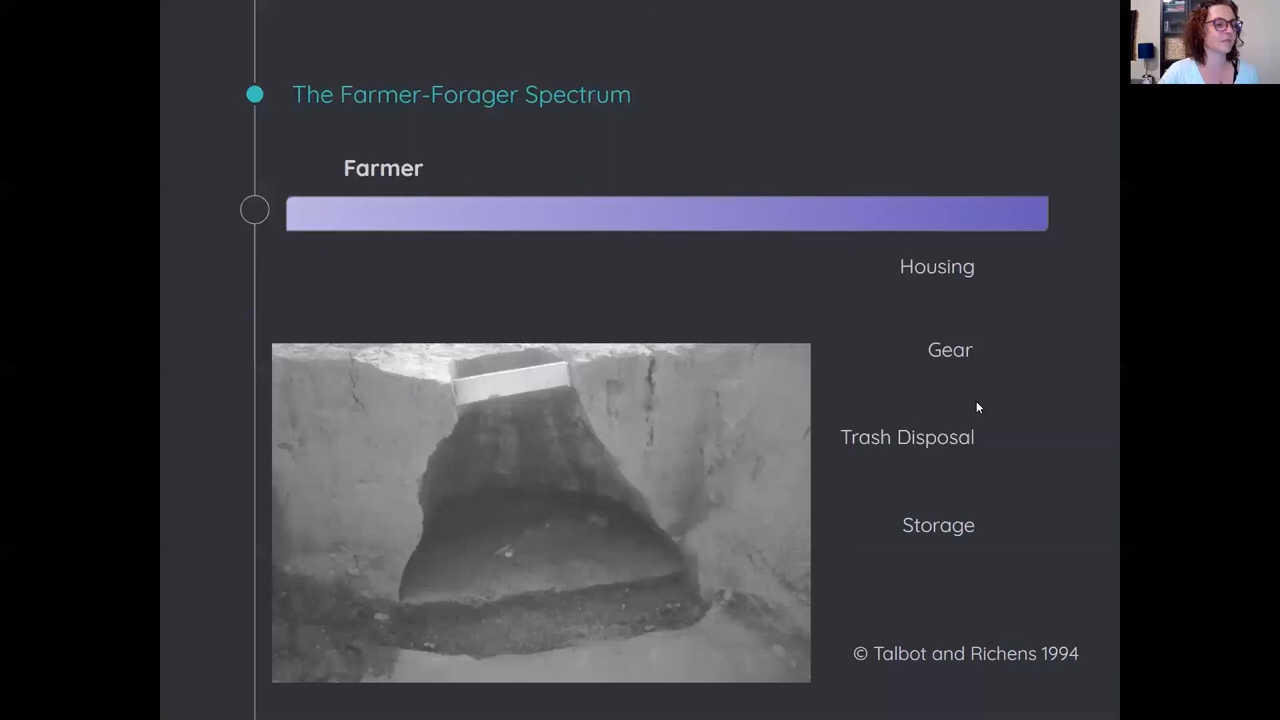 The Farmer-Forager Spectrum
Farmer
Housing
Gear
Trash Disposal
Storage
© Talbot and Richens 1994